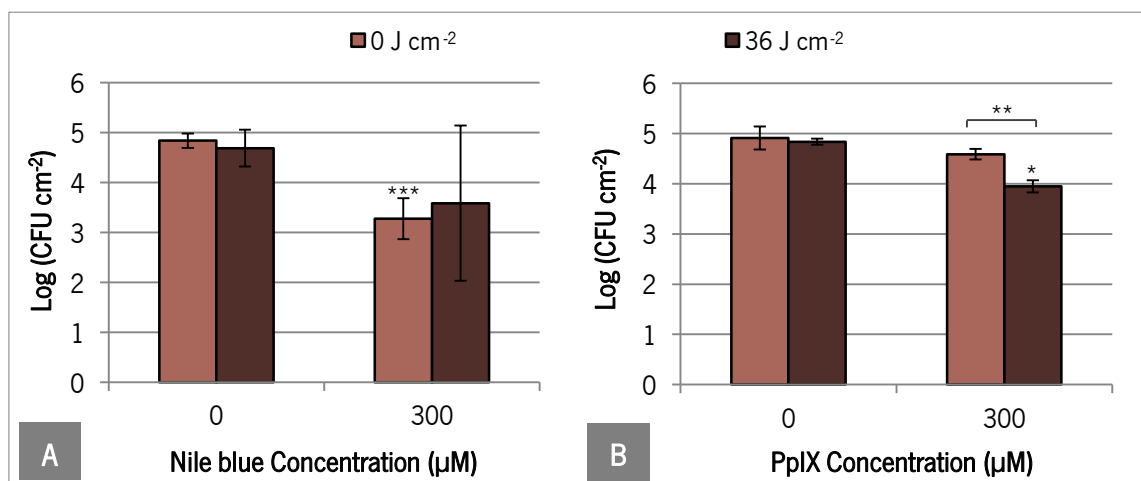 0 J cm-2
36 J cm-2
6
5
4
3
2
1
0
Log (CFU cm-2)
***
0
300
Nile blue Concentration (µM)
A
6
5
4
3
2
1
0
Log (CFU cm-2)
**
*
0
300
PpIX Concentration (µM)
B